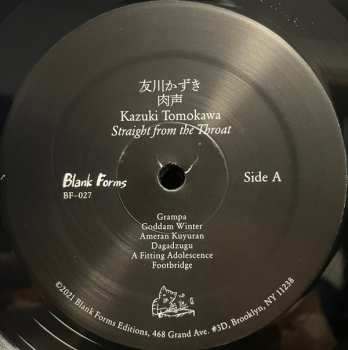 友川かずき
肉声
Kazuki Tomokawa
Straight from the Throat
Blank Forms
BF–027
Side A
Grampa
Goddam Winter
Ameran Kuyuran
Dagadzugu
A Fitting Adolescence
Footbridge
©2021 Blank Forms Editions, 468 Grand Ave. #3D, Brooklyn, NY 11238